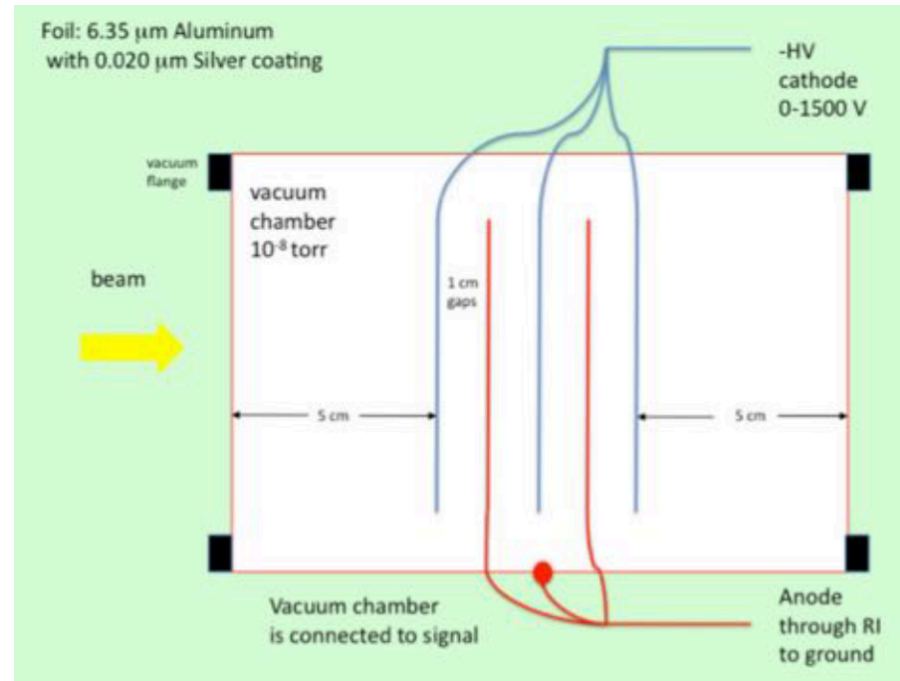 Foil: 6.35 μm Aluminum
with 0.020 μm Silver coating
-HV
cathode
0-1500 V
vacuum
flange
vacuum
chamber
10⁻⁸ torr
beam
1 cm
gaps
5 cm
5 cm
Vacuum chamber
is connected to signal
Anode
through RI
to ground